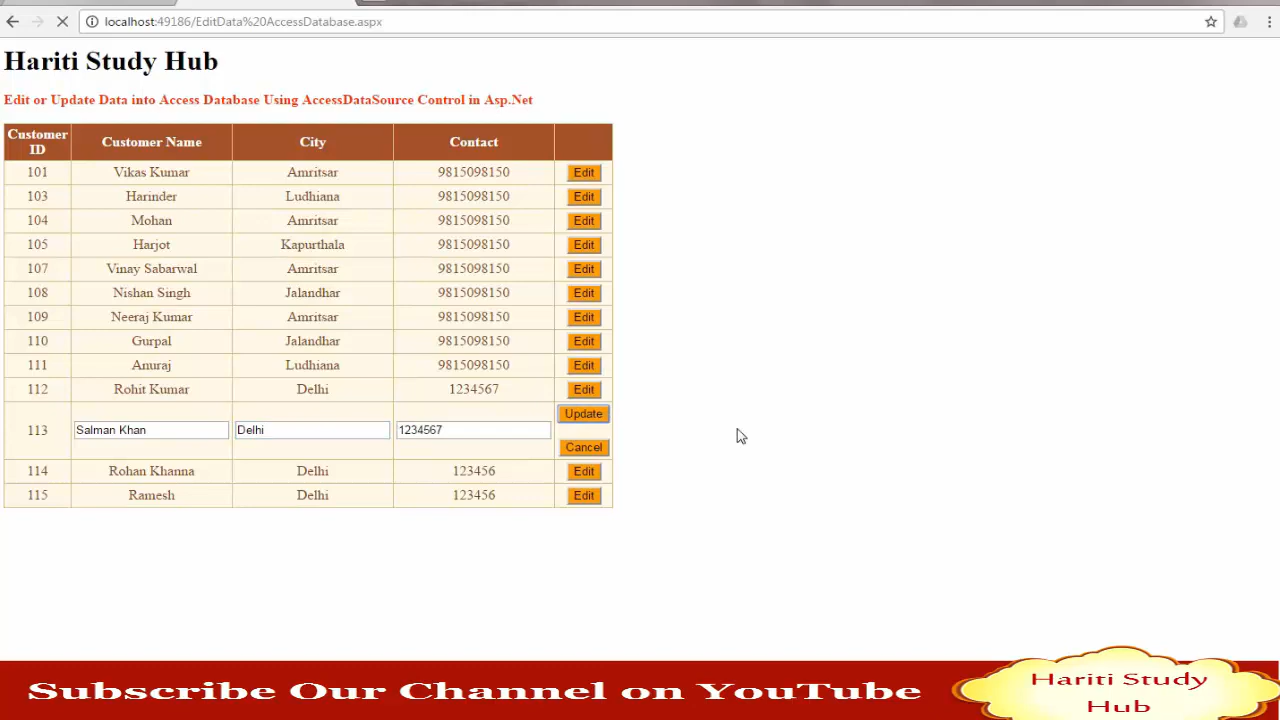 localhost:49186/EditData%20AccessDatabase.aspx
Hariti Study Hub
Edit or Update Data into Access Database Using AccessDataSource Control in Asp.Net
Customer ID Customer Name City Contact
101 Vikas Kumar Amritsar 9815098150 Edit
103 Harinder Ludhiana 9815098150 Edit
104 Mohan Amritsar 9815098150 Edit
105 Harjot Kapurthala 9815098150 Edit
107 Vinay Sabarwal Amritsar 9815098150 Edit
108 Nishan Singh Jalandhar 9815098150 Edit
109 Neeraj Kumar Amritsar 9815098150 Edit
110 Gurpal Jalandhar 9815098150 Edit
111 Anuraj Ludhiana 9815098150 Edit
112 Rohit Kumar Delhi 1234567 Edit
113 Salman Khan Delhi 1234567 Update
Cancel
114 Rohan Khanna Delhi 123456 Edit
115 Ramesh Delhi 123456 Edit
Subscribe Our Channel on YouTube
Hariti Study
Hub